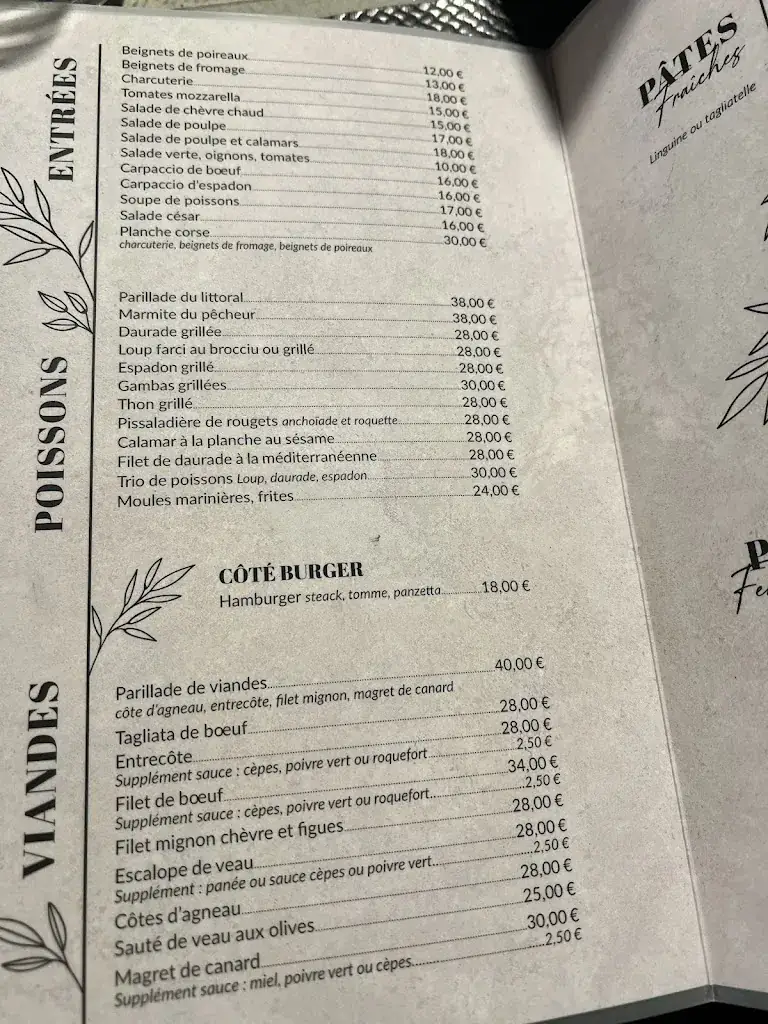 ENTRÉES
Beignets de poireaux 12,00 €
Beignets de fromage 13,00 €
Charcuterie 18,00 €
Tomates mozzarella 15,00 €
Salade de chèvre chaud 15,00 €
Salade de poulpe 17,00 €
Salade de poulpe et calamars 18,00 €
Salade verte, oignons, tomates 10,00 €
Carpaccio de bœuf 16,00 €
Carpaccio d'espadon 16,00 €
Soupe de poissons 17,00 €
Salade césar 16,00 €
Planche corse 30,00 €
charcuterie, beignets de fromage, beignets de poireaux
POISSONS
Parillade du littoral 38,00 €
Marmite du pêcheur 38,00 €
Daurade grillée 28,00 €
Loup farci au brocciu ou grillé 28,00 €
Espadon grillé 28,00 €
Gambas grillées 30,00 €
Thon grillé 28,00 €
Pissaladière de rougets anchoïade et roquette 28,00 €
Calamar à la planche au sésame 28,00 €
Filet de daurade à la méditerranéenne 28,00 €
Trio de poissons Loup, daurade, espadon 30,00 €
Moules marinières, frites 24,00 €
CÔTÉ BURGER
Hamburger steack, tomme, panzetta 18,00 €
VIANDES
Parillade de viandes 40,00 €
côte d'agneau, entrecôte, filet mignon, magret de canard
Tagliata de bœuf 28,00 €
Entrecôte 28,00 €
Supplément sauce : cèpes, poivre vert ou roquefort 2,50 €
Filet de bœuf 34,00 €
Supplément sauce : cèpes, poivre vert ou roquefort 2,50 €
Filet mignon chèvre et figues 28,00 €
Escalope de veau 28,00 €
Supplément : panée ou sauce cèpes ou poivre vert 2,50 €
Côtes d'agneau 28,00 €
Sauté de veau aux olives 25,00 €
Magret de canard 30,00 €
Supplément sauce : miel, poivre vert ou cèpes 2,50 €
PÂTES
Fraîches
Linguine ou tagliatelle